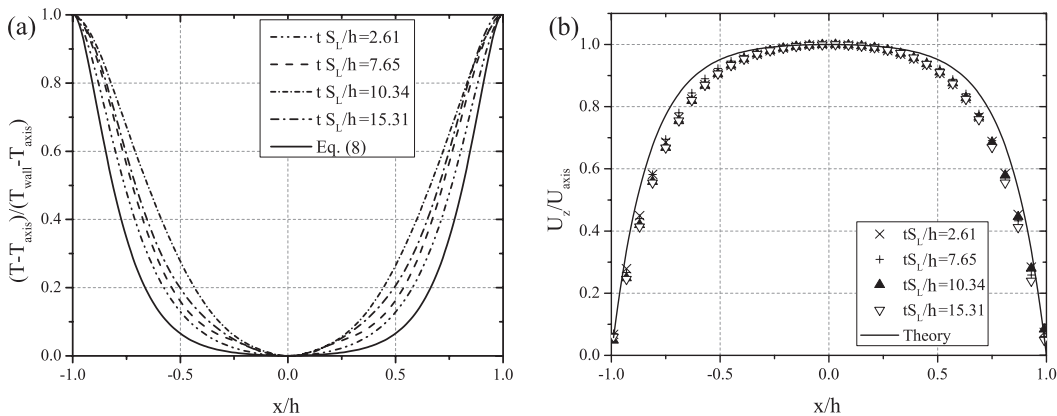 (a)
(T-T_axis)/(T_wall-T_axis)
1.0
0.8
0.6
0.4
0.2
0.0
-1.0 -0.5 0.0 0.5 1.0
x/h
t S_L/h=2.61
t S_L/h=7.65
t S_L/h=10.34
t S_L/h=15.31
Eq. (8)
(b)
U_z/U_axis
1.0
0.8
0.6
0.4
0.2
0.0
-1.0 -0.5 0.0 0.5 1.0
x/h
tS_L/h=2.61
tS_L/h=7.65
tS_L/h=10.34
tS_L/h=15.31
Theory